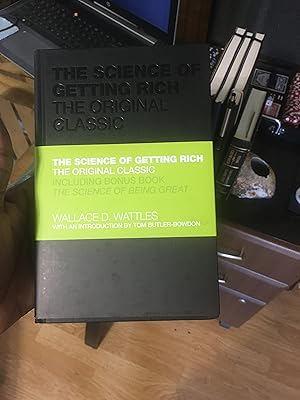 THE SCIENCE OF
GETTING RICH
THE ORIGINAL
CLASSIC
THE SCIENCE OF GETTING RICH
THE ORIGINAL CLASSIC
INCLUDING BONUS BOOK
THE SCIENCE OF BEING GREAT
WALLACE D. WATTLES
WITH AN INTRODUCTION BY TOM BUTLER-BOWDON